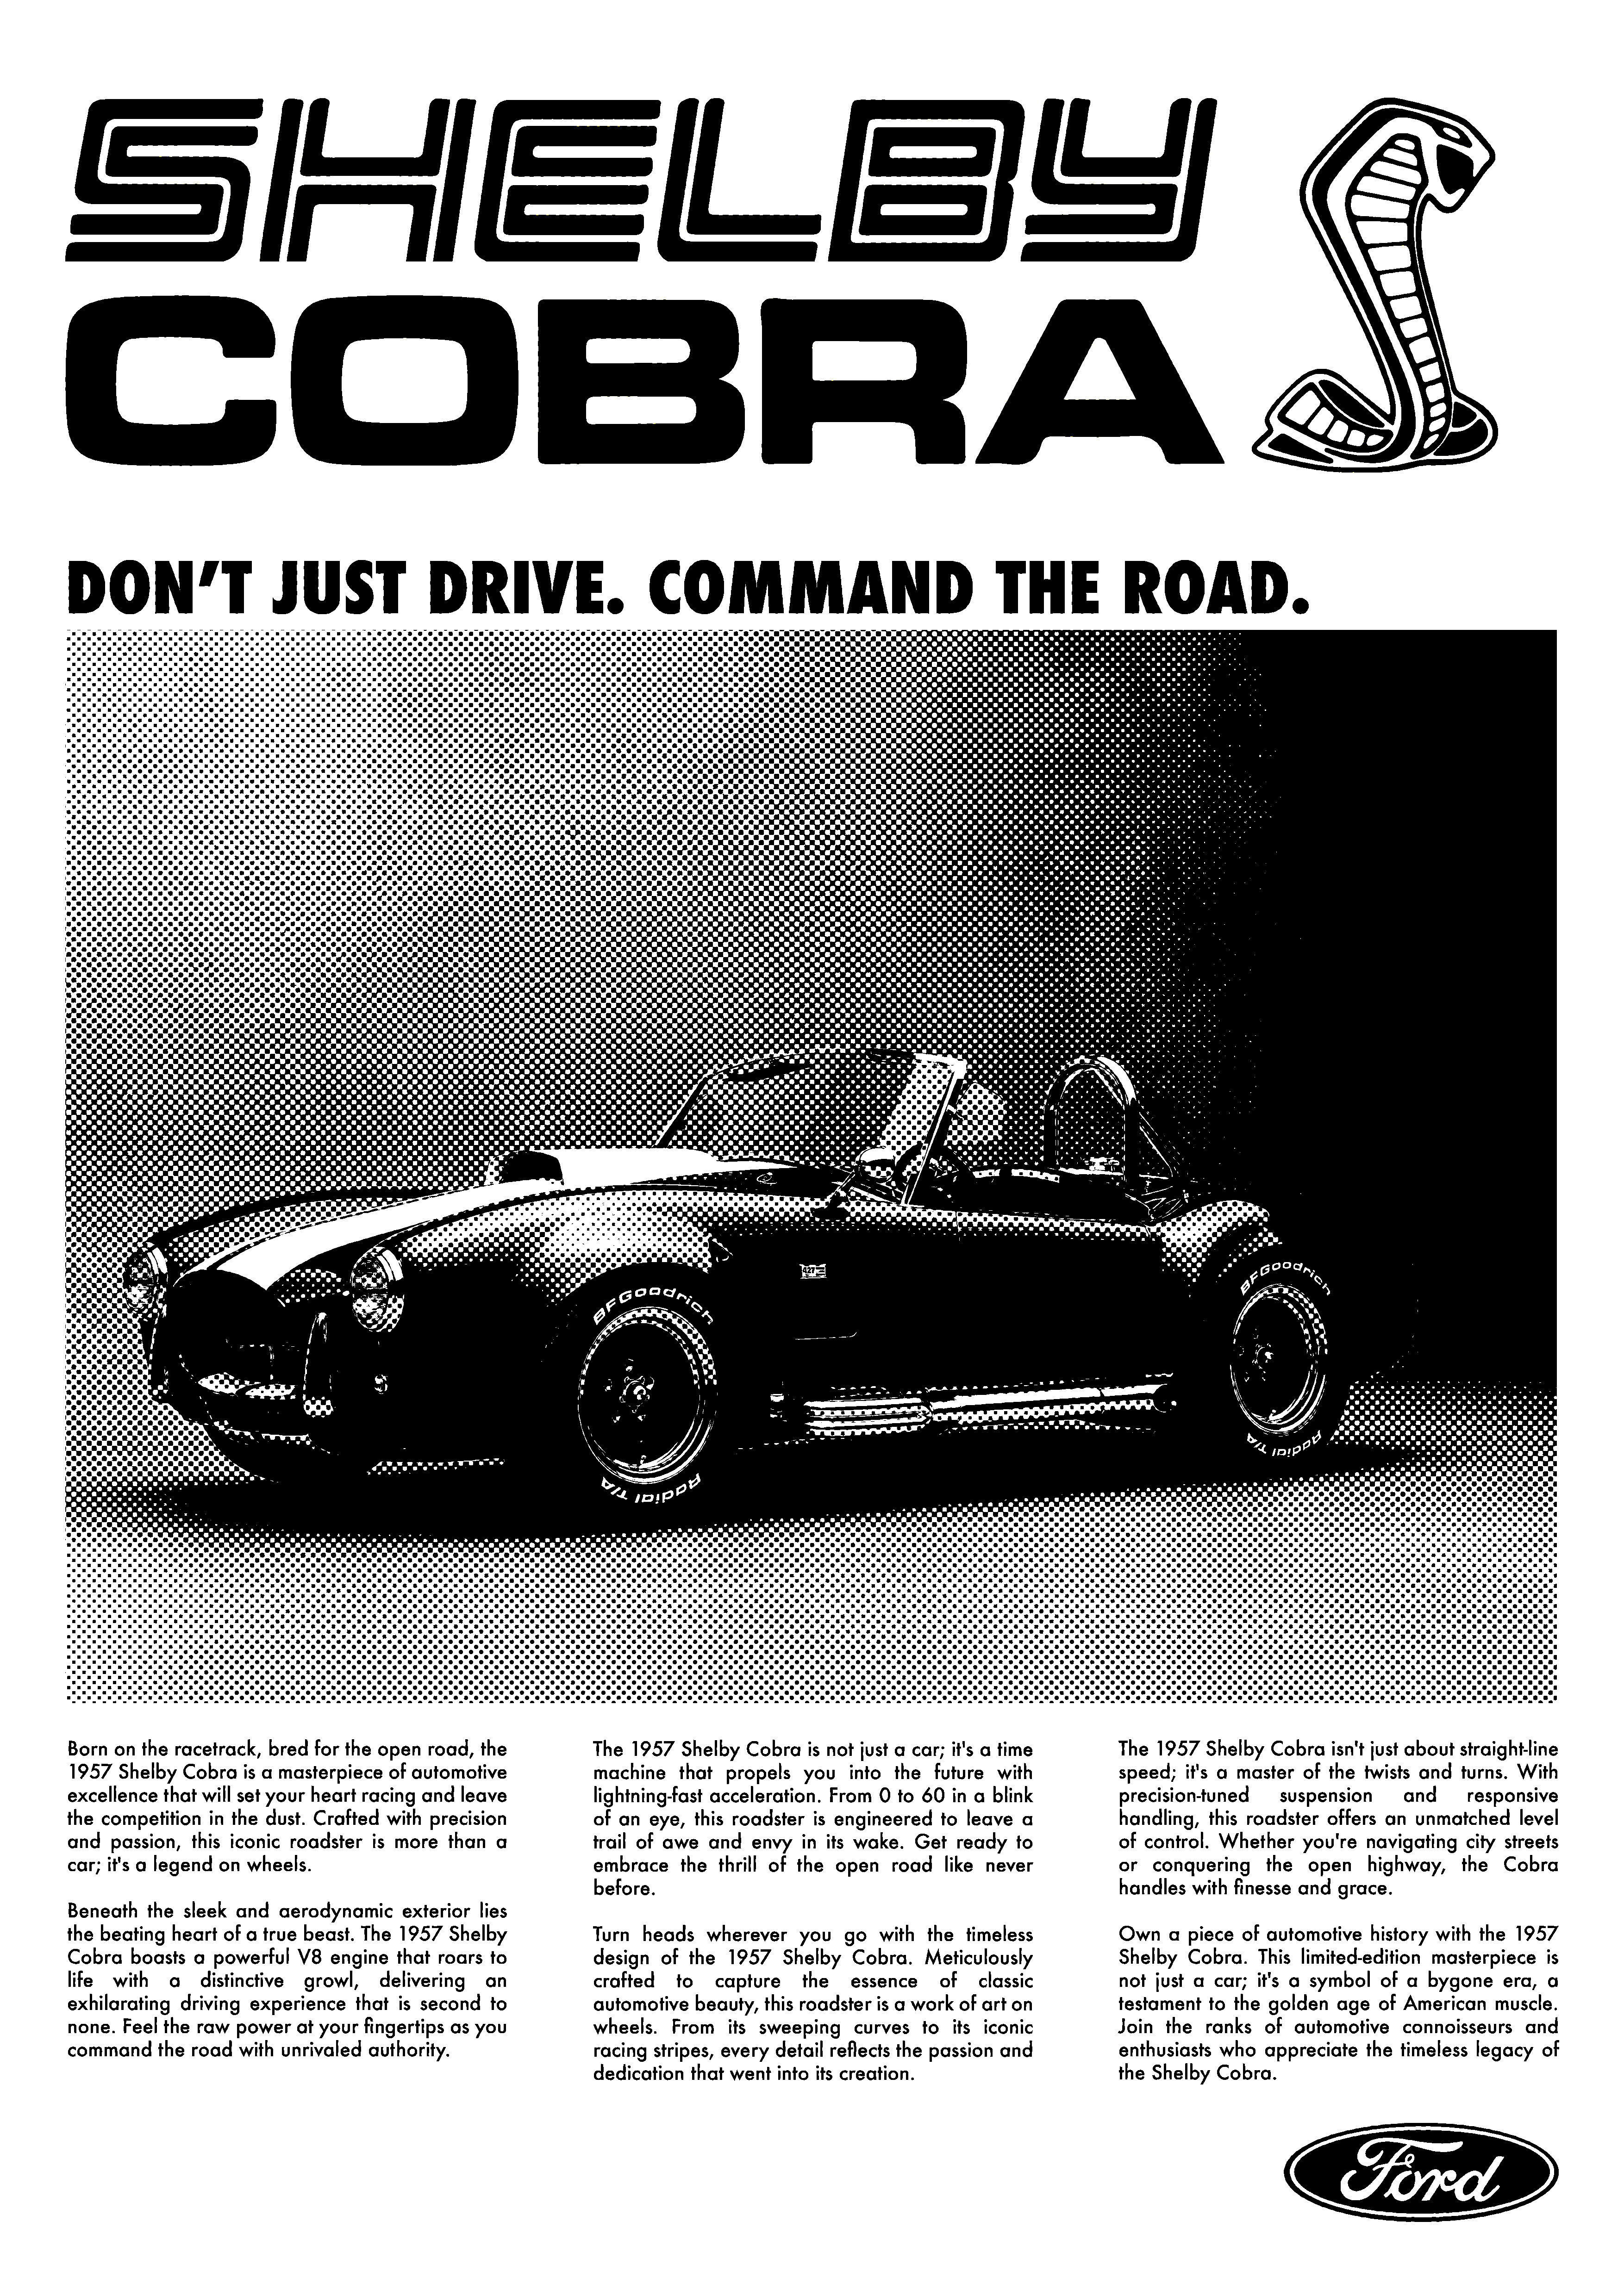 SHELBY
COBRA
DON'T JUST DRIVE. COMMAND THE ROAD.
BFGoodrich
BFGoodrich
427
Radial T/A
Radial T/A
Born on the racetrack, bred for the open road, the
1957 Shelby Cobra is a masterpiece of automotive
excellence that will set your heart racing and leave
the competition in the dust. Crafted with precision
and passion, this iconic roadster is more than a
car; it's a legend on wheels.
Beneath the sleek and aerodynamic exterior lies
the beating heart of a true beast. The 1957 Shelby
Cobra boasts a powerful V8 engine that roars to
life with a distinctive growl, delivering an
exhilarating driving experience that is second to
none. Feel the raw power at your fingertips as you
command the road with unrivaled authority.
The 1957 Shelby Cobra is not just a car; it's a time
machine that propels you into the future with
lightning-fast acceleration. From 0 to 60 in a blink
of an eye, this roadster is engineered to leave a
trail of awe and envy in its wake. Get ready to
embrace the thrill of the open road like never
before.
Turn heads wherever you go with the timeless
design of the 1957 Shelby Cobra. Meticulously
crafted to capture the essence of classic
automotive beauty, this roadster is a work of art on
wheels. From its sweeping curves to its iconic
racing stripes, every detail reflects the passion and
dedication that went into its creation.
The 1957 Shelby Cobra isn't just about straight-line
speed; it's a master of the twists and turns. With
precision-tuned suspension and responsive
handling, this roadster offers an unmatched level
of control. Whether you're navigating city streets
or conquering the open highway, the Cobra
handles with finesse and grace.
Own a piece of automotive history with the 1957
Shelby Cobra. This limited-edition masterpiece is
not just a car; it's a symbol of a bygone era, a
testament to the golden age of American muscle.
Join the ranks of automotive connoisseurs and
enthusiasts who appreciate the timeless legacy of
the Shelby Cobra.
Ford